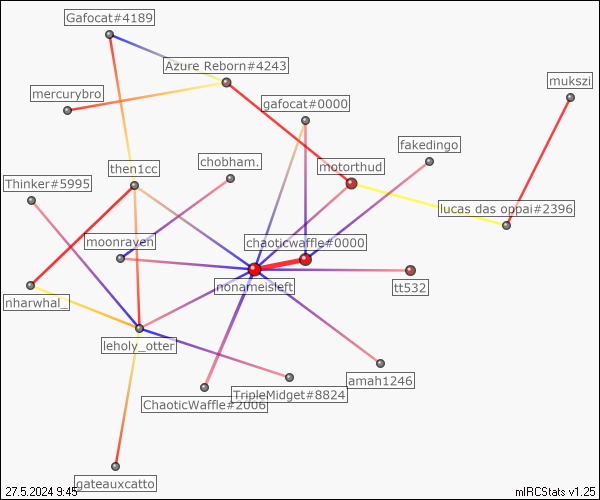 Gafocat#4189
Azure Reborn#4243
mukszi
mercurybro
gafocat#0000
fakedingo
chobham.
motorthud
then1cc
Thinker#5995
lucas das oppai#2396
moonraven
chaoticwaffle#0000
nonameisleft
tt532
nharwhal_
leholy_otter
amah1246
TripleMidget#8824
ChaoticWaffle#2006
gateauxcatto
27.5.2024 9:45
mIRCStats v1.25